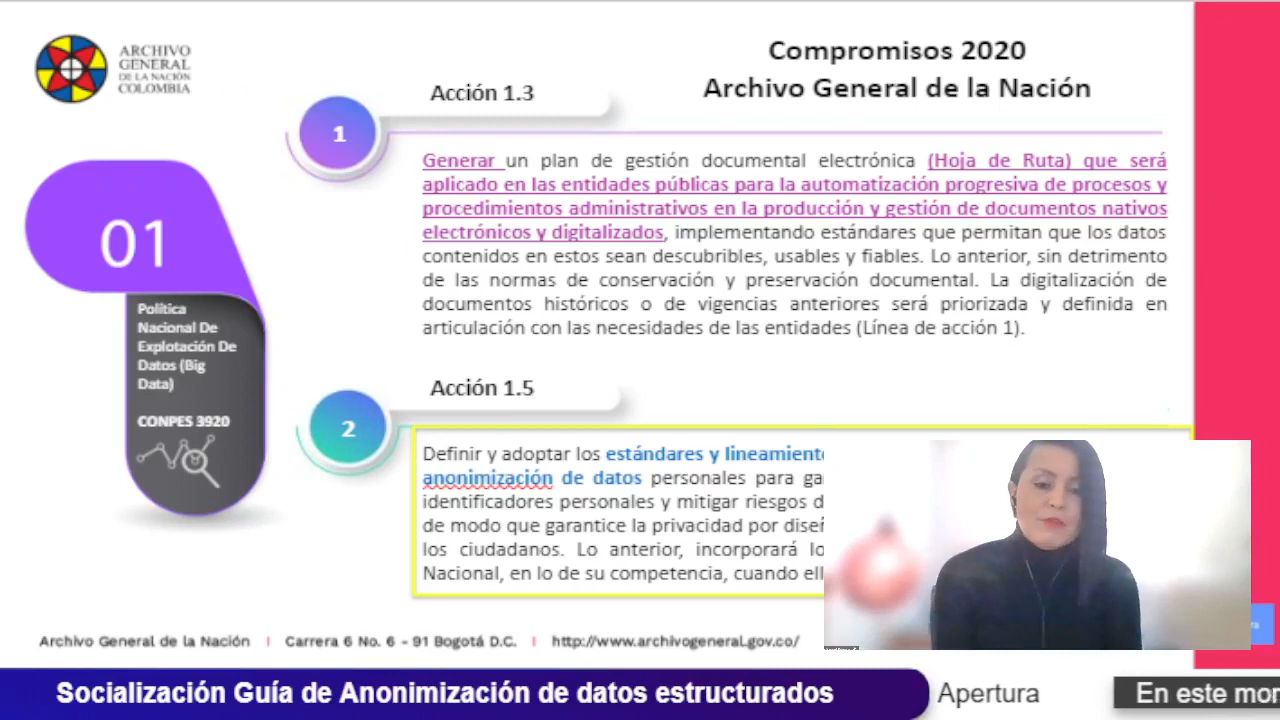 ARCHIVO
GENERAL
DE LA NACIÓN
COLOMBIA
Compromisos 2020
Archivo General de la Nación
Acción 1.3
1
Generar un plan de gestión documental electrónica (Hoja de Ruta) que será
aplicado en las entidades públicas para la automatización progresiva de procesos y
procedimientos administrativos en la producción y gestión de documentos nativos
electrónicos y digitalizados, implementando estándares que permitan que los datos
contenidos en estos sean descubribles, usables y fiables. Lo anterior, sin detrimento
de las normas de conservación y preservación documental. La digitalización de
documentos históricos o de vigencias anteriores será priorizada y definida en
articulación con las necesidades de las entidades (Línea de acción 1).
01
Política
Nacional De
Explotación De
Datos (Big
Data)
CONPES 3920
Acción 1.5
2
Definir y adoptar los estándares y lineamient
anonimización de datos personales para ga
identificadores personales y mitigar riesgos d
de modo que garantice la privacidad por dise
los ciudadanos. Lo anterior, incorporará lo
Nacional, en lo de su competencia, cuando ell
Archivo General de la Nación I Carrera 6 No. 6 - 91 Bogotá D.C. I http://www.archivogeneral.gov.co/
Socialización Guía de Anonimización de datos estructurados
Apertura
En este mor